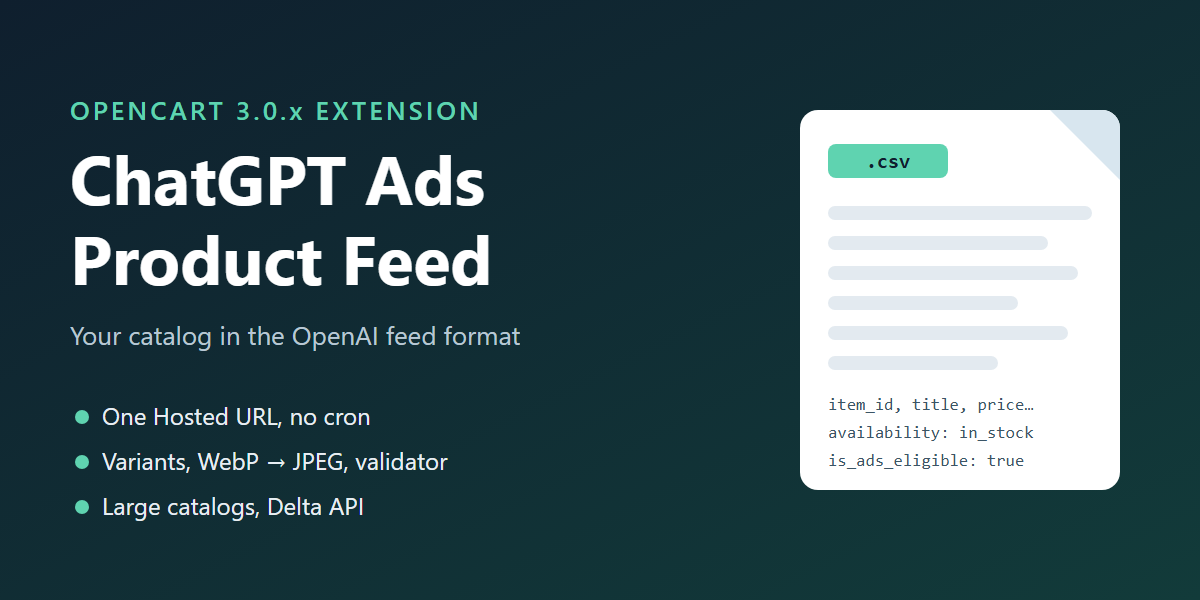 OPENCART 3.0.x EXTENSION
ChatGPT Ads
Product Feed
Your catalog in the OpenAI feed format
One Hosted URL, no cron
Variants, WebP → JPEG, validator
Large catalogs, Delta API
.CSV
item_id, title, price…
availability: in_stock
is_ads_eligible: true